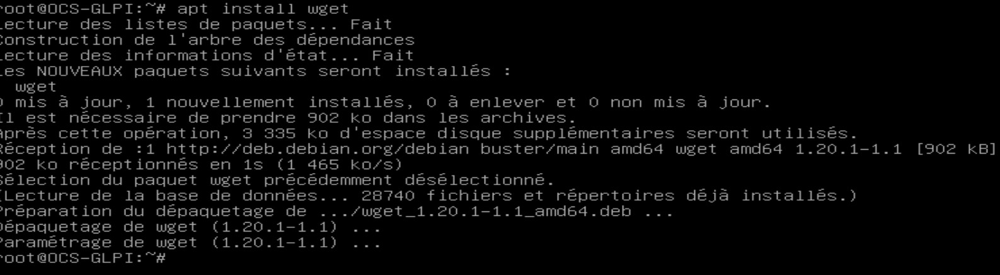 root@OCS-GLPI:~# apt install wget
Lecture des listes de paquets... Fait
Construction de l'arbre des dépendances
Lecture des informations d'état... Fait
Les NOUVEAUX paquets suivants seront installés :
  wget
0 mis à jour, 1 nouvellement installés, 0 à enlever et 0 non mis à jour.
Il est nécessaire de prendre 902 ko dans les archives.
Après cette opération, 3 335 ko d'espace disque supplémentaires seront utilisés.
Réception de :1 http://deb.debian.org/debian buster/main amd64 wget amd64 1.20.1-1.1 [902 kB]
902 ko réceptionnés en 1s (1 465 ko/s)
Sélection du paquet wget précédemment désélectionné.
(Lecture de la base de données... 28740 fichiers et répertoires déjà installés.)
Préparation du dépaquetage de .../wget_1.20.1-1.1_amd64.deb ...
Dépaquetage de wget (1.20.1-1.1) ...
Paramétrage de wget (1.20.1-1.1) ...
root@OCS-GLPI:~#